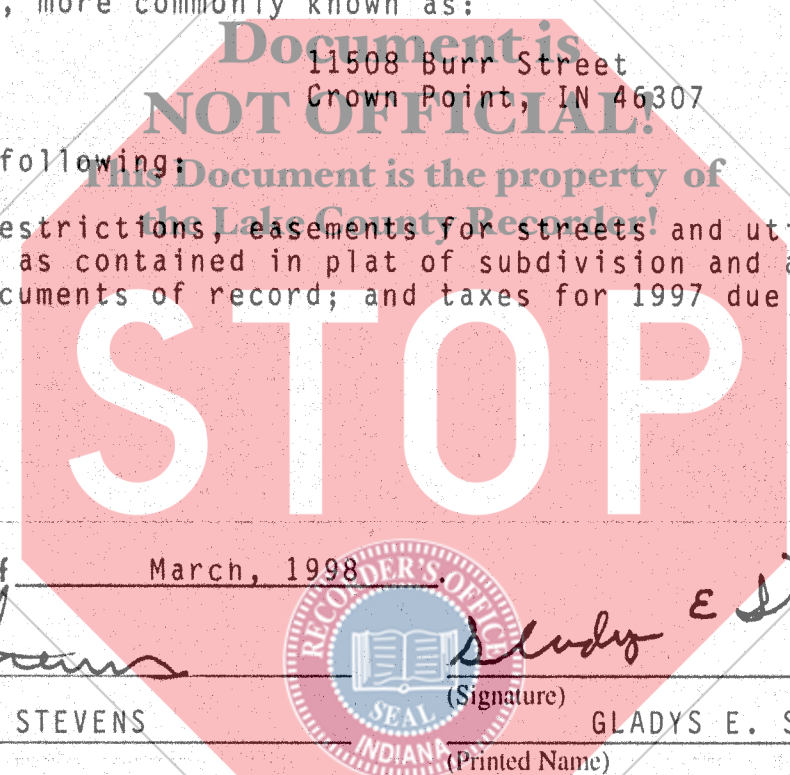 , more commonly known as:
Document is
11508 Burr Street
Crown Point, IN 46307
NOT OFFICIAL!
following:
This Document is the property of
the Lake County Recorder!
estrictions, easements for streets and ut
as contained in plat of subdivision and a
cuments of record; and taxes for 1997 due
STOP
f March, 1998.
RECORDER'S OFFICE
SEAL
INDIANA
Gladys E
(Signature)
STEVENS
GLADYS E. S
(Printed Name)